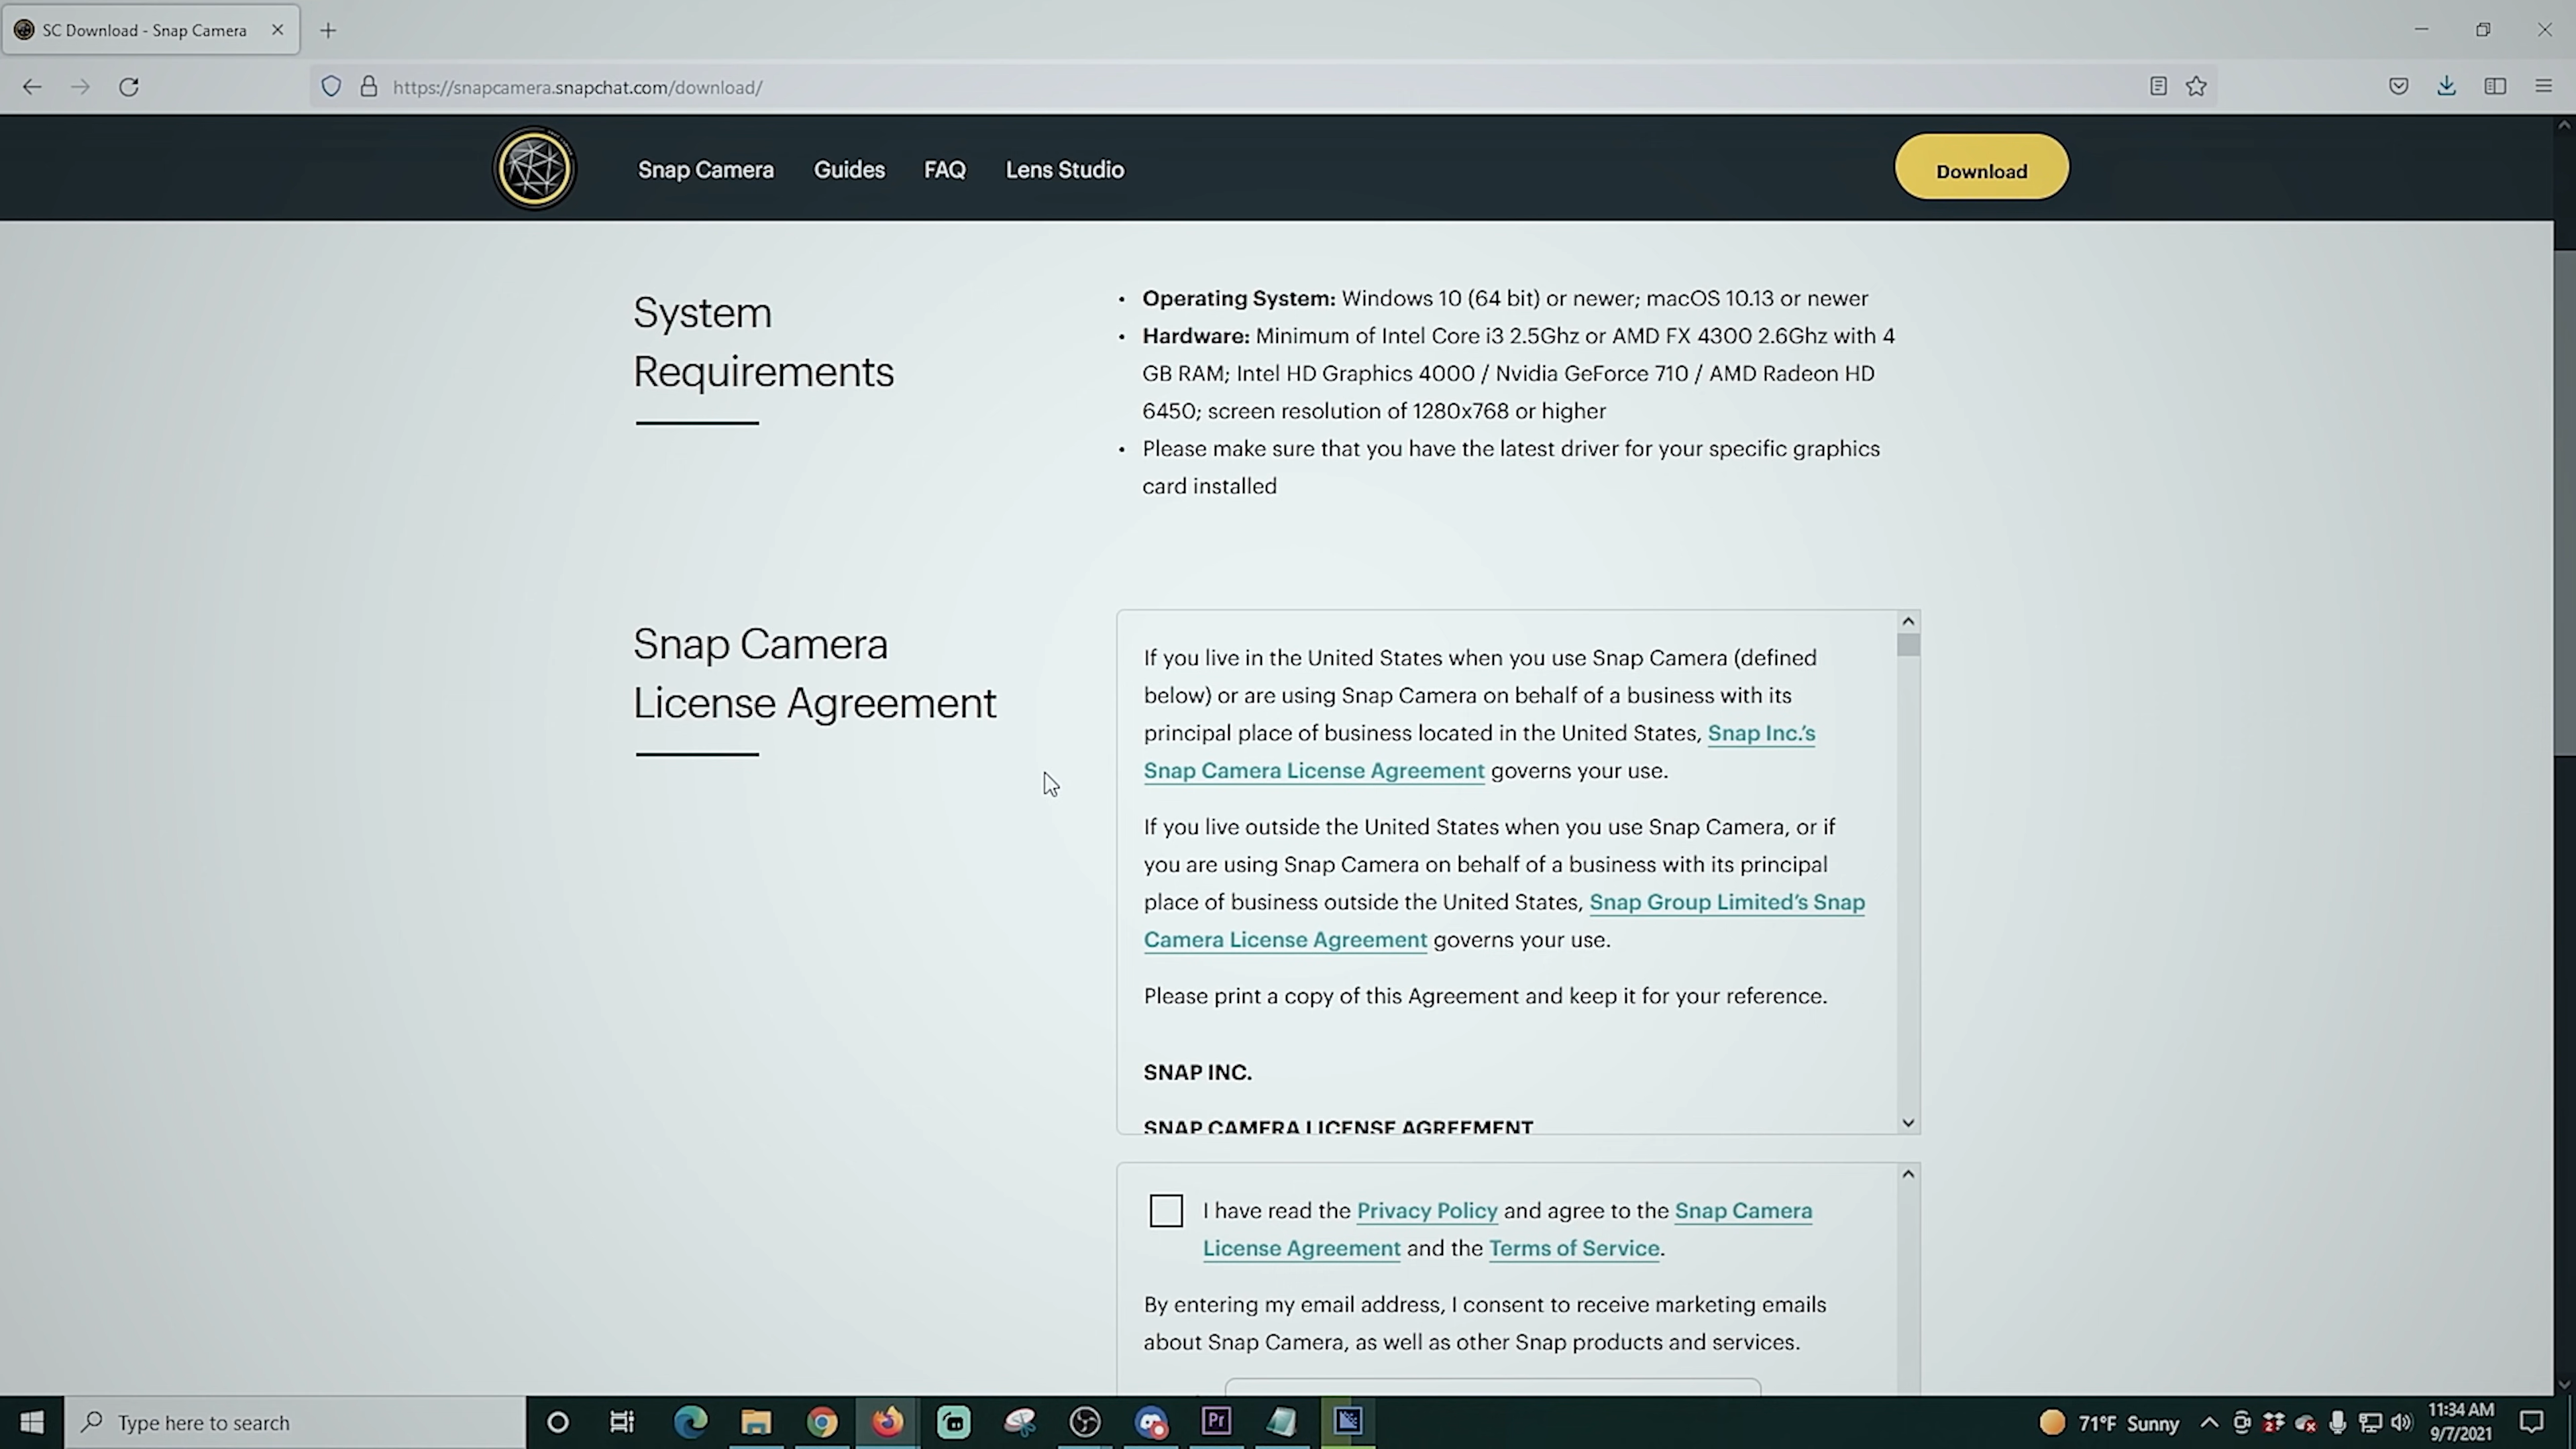 SC Download - Snap Camera
https://snapcamera.snapchat.com/download/
Snap Camera
Guides
FAQ
Lens Studio
Download
System
Requirements
• Operating System: Windows 10 (64 bit) or newer; macOS 10.13 or newer
• Hardware: Minimum of Intel Core i3 2.5Ghz or AMD FX 4300 2.6Ghz with 4
GB RAM; Intel HD Graphics 4000 / Nvidia GeForce 710 / AMD Radeon HD
6450; screen resolution of 1280x768 or higher
• Please make sure that you have the latest driver for your specific graphics
card installed
Snap Camera
License Agreement
If you live in the United States when you use Snap Camera (defined
below) or are using Snap Camera on behalf of a business with its
principal place of business located in the United States, Snap Inc.’s
Snap Camera License Agreement governs your use.
If you live outside the United States when you use Snap Camera, or if
you are using Snap Camera on behalf of a business with its principal
place of business outside the United States, Snap Group Limited’s Snap
Camera License Agreement governs your use.
Please print a copy of this Agreement and keep it for your reference.
SNAP INC.
SNAP CAMERA LICENSE AGREEMENT
I have read the Privacy Policy and agree to the Snap Camera
License Agreement and the Terms of Service.
By entering my email address, I consent to receive marketing emails
about Snap Camera, as well as other Snap products and services.
Type here to search
Pr
71°F Sunny
11:34 AM
9/7/2021